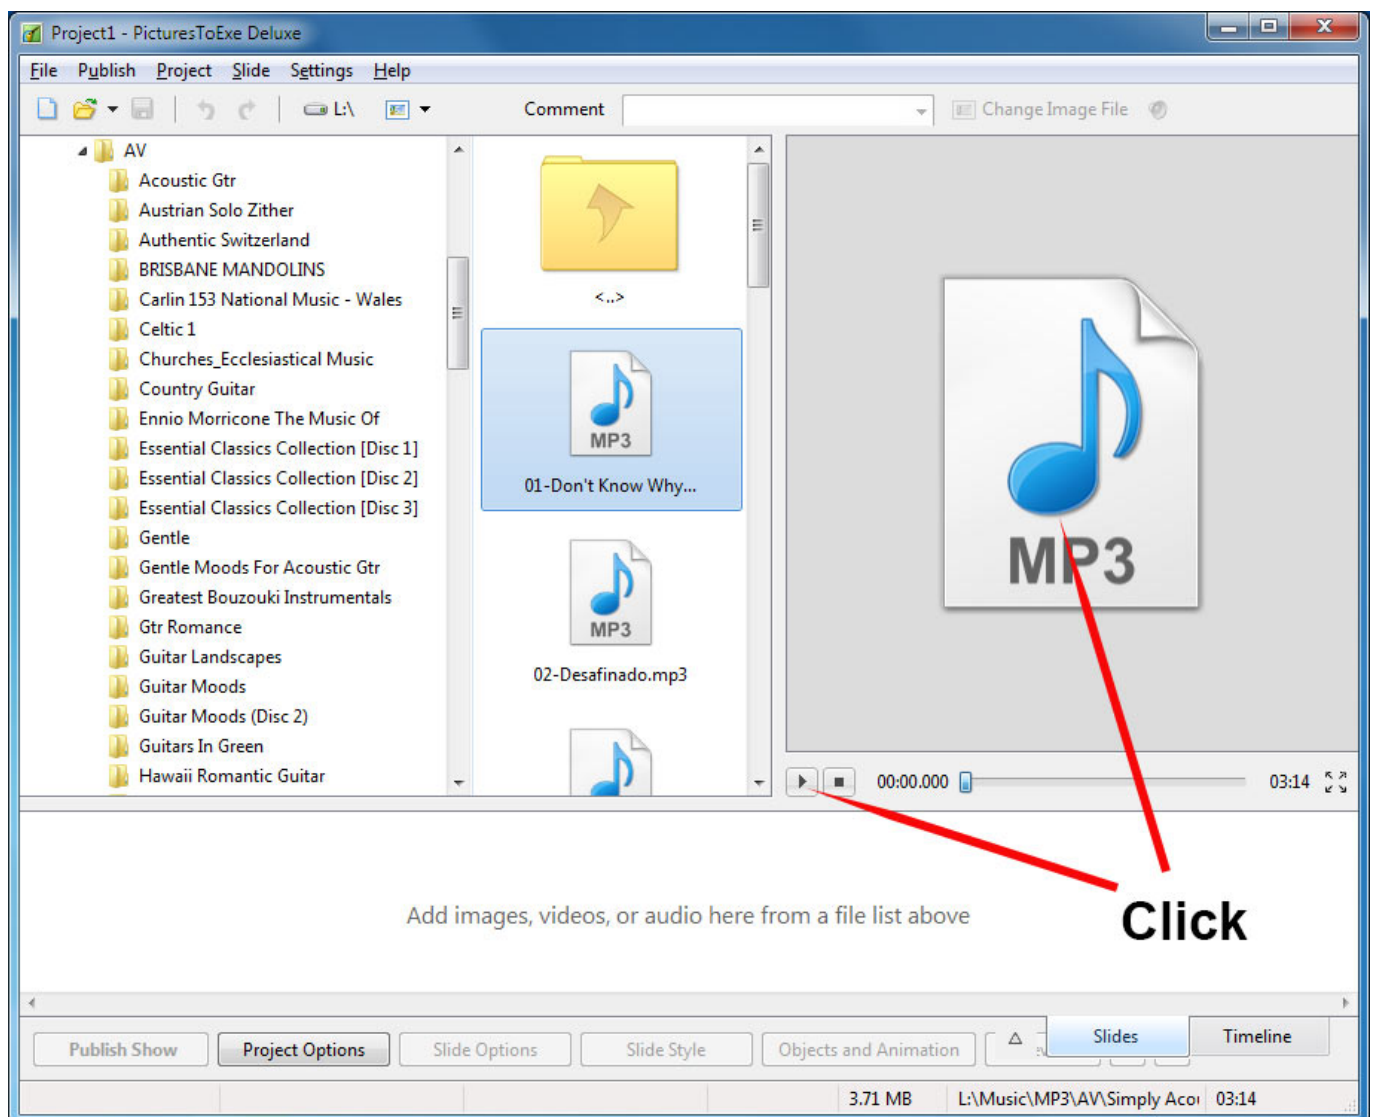 Project1 - PicturesToExe Deluxe
File Publish Project Slide Settings Help
L:\ Comment Change Image File
AV
Acoustic Gtr
Austrian Solo Zither
Authentic Switzerland
BRISBANE MANDOLINS
Carlin 153 National Music - Wales
Celtic 1
Churches_Ecclesiastical Music
Country Guitar
Ennio Morricone The Music Of
Essential Classics Collection [Disc 1]
Essential Classics Collection [Disc 2]
Essential Classics Collection [Disc 3]
Gentle
Gentle Moods For Acoustic Gtr
Greatest Bouzouki Instrumentals
Gtr Romance
Guitar Landscapes
Guitar Moods
Guitar Moods (Disc 2)
Guitars In Green
Hawaii Romantic Guitar
<..>
MP3
01-Don't Know Why...
MP3
02-Desafinado.mp3
MP3
00:00.000 03:14
Click
Add images, videos, or audio here from a file list above
Publish Show Project Options Slide Options Slide Style Objects and Animation Slides Timeline
3.71 MB L:\Music\MP3\AV\Simply Acou 03:14